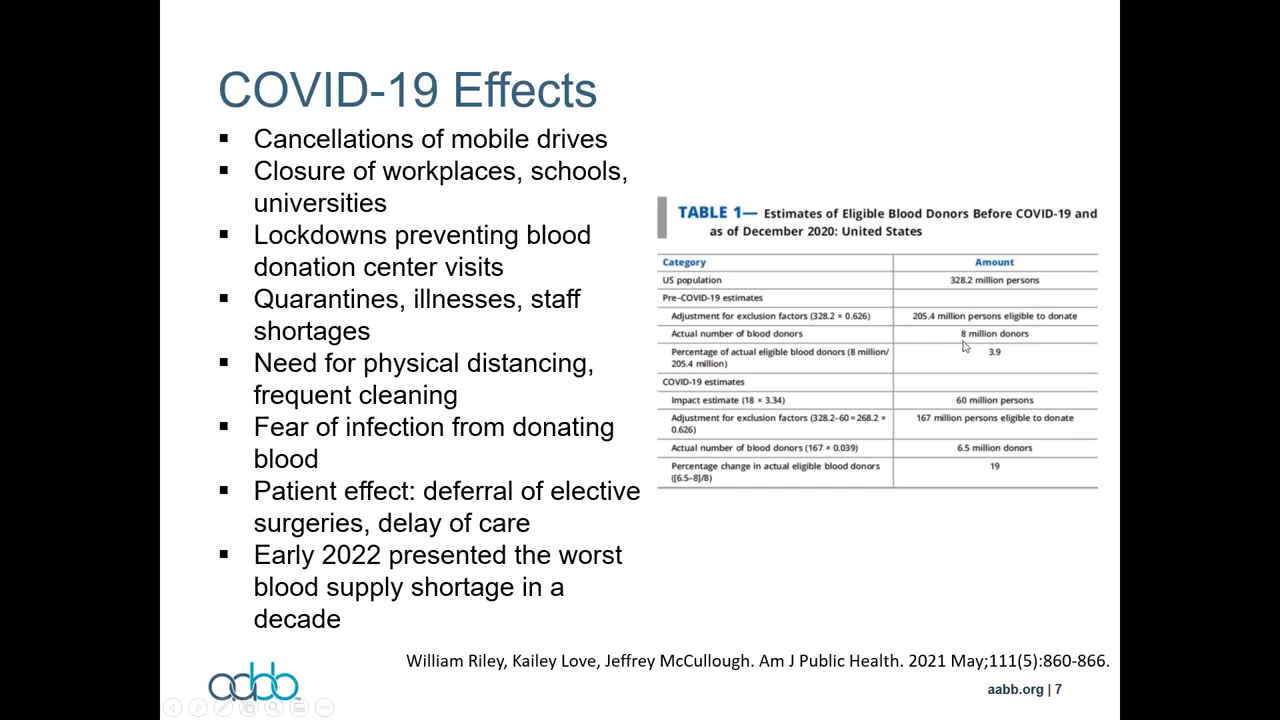 COVID-19 Effects
▪ Cancellations of mobile drives
▪ Closure of workplaces, schools,
universities
▪ Lockdowns preventing blood
donation center visits
▪ Quarantines, illnesses, staff
shortages
▪ Need for physical distancing,
frequent cleaning
▪ Fear of infection from donating
blood
▪ Patient effect: deferral of elective
surgeries, delay of care
▪ Early 2022 presented the worst
blood supply shortage in a
decade
TABLE 1— Estimates of Eligible Blood Donors Before COVID-19 and
as of December 2020: United States
Category Amount
US population 328.2 million persons
Pre–COVID-19 estimates
Adjustment for exclusion factors (328.2 × 0.626) 205.4 million persons eligible to donate
Actual number of blood donors 8 million donors
Percentage of actual eligible blood donors (8 million/ 3.9
205.4 million)
COVID-19 estimates
Impact estimate (18 × 3.34) 60 million persons
Adjustment for exclusion factors (328.2–60 = 268.2 × 167 million persons eligible to donate
0.626)
Actual number of blood donors (167 × 0.039) 6.5 million donors
Percentage change in actual eligible blood donors 19
([6.5–8]/8)
William Riley, Kailey Love, Jeffrey McCullough. Am J Public Health. 2021 May;111(5):860-866.
aabb
aabb.org | 7